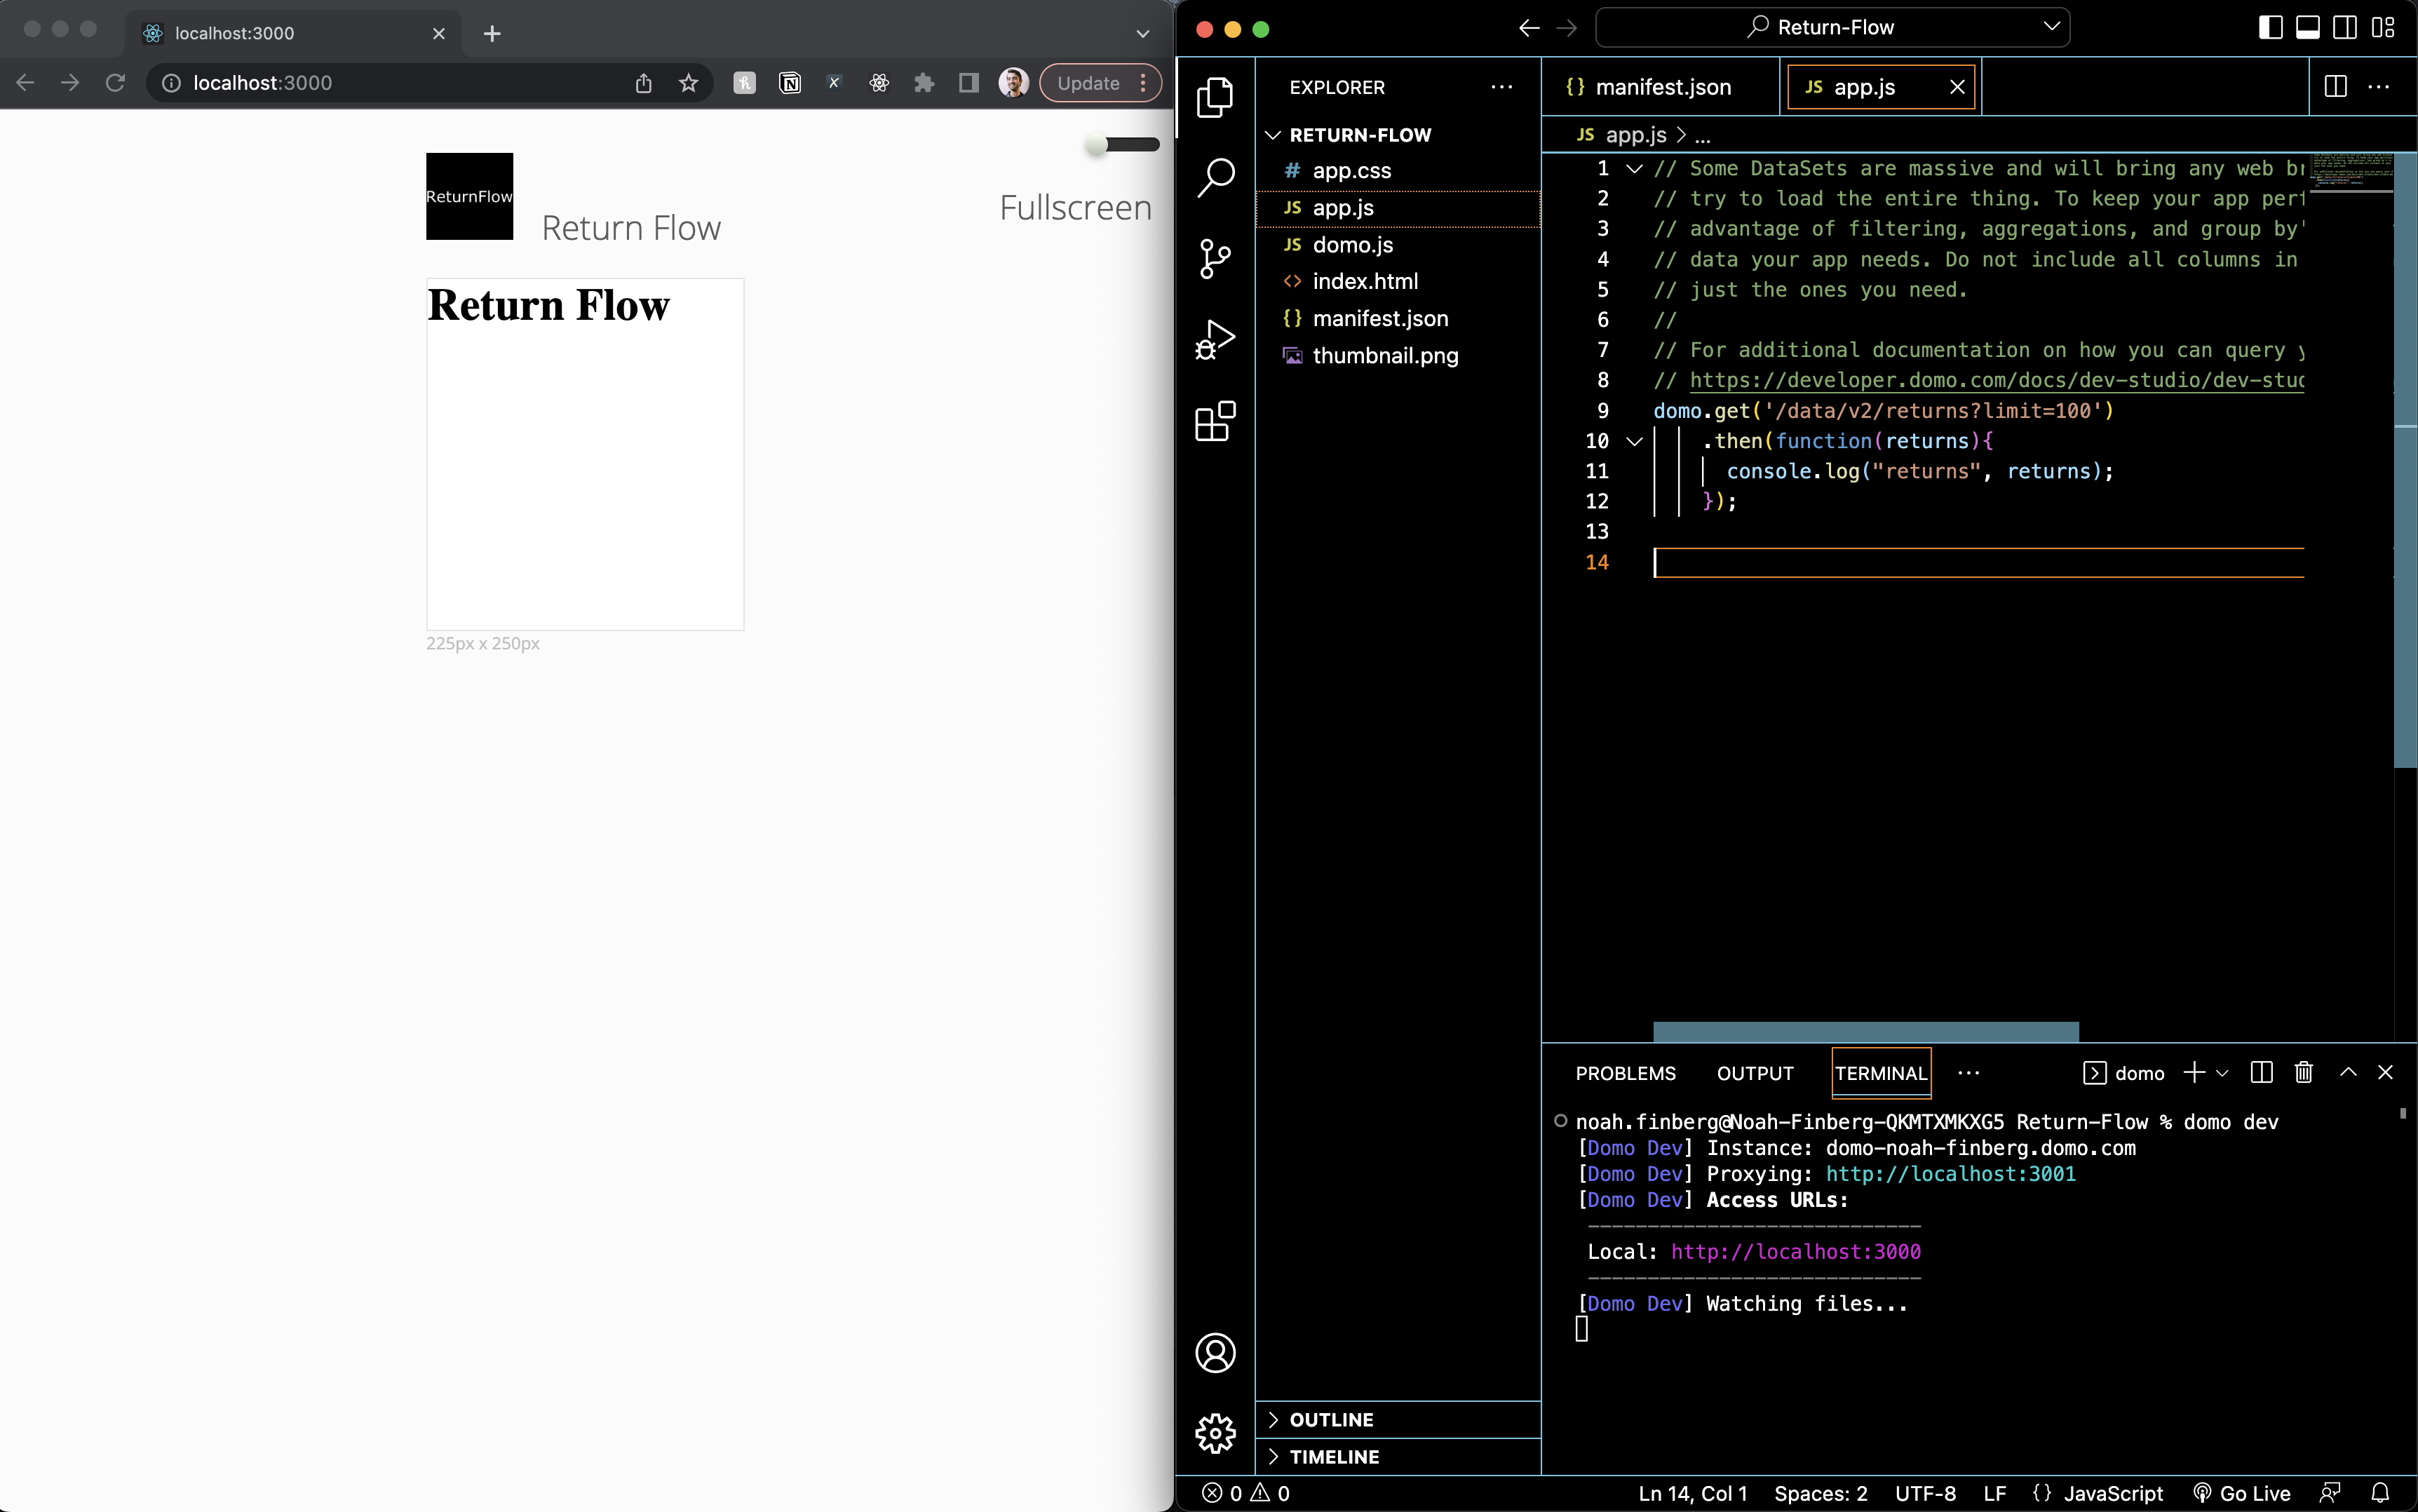 localhost:3000
localhost:3000
Update
ReturnFlow
Return Flow
Fullscreen
Return Flow
225px x 250px
Return-Flow
EXPLORER
RETURN-FLOW
# app.css
JS app.js
JS domo.js
<> index.html
{} manifest.json
thumbnail.png
OUTLINE
TIMELINE
{} manifest.json
JS app.js
JS app.js > ...
1 // Some DataSets are massive and will bring any web br
2 // try to load the entire thing. To keep your app perf
3 // advantage of filtering, aggregations, and group by'
4 // data your app needs. Do not include all columns in
5 // just the ones you need.
6 //
7 // For additional documentation on how you can query y
8 // https://developer.domo.com/docs/dev-studio/dev-stud
9 domo.get('/data/v2/returns?limit=100')
10 .then(function(returns){
11 console.log("returns", returns);
12 });
13
14
PROBLEMS OUTPUT TERMINAL ... domo
noah.finberg@Noah-Finberg-QKMTXMKXG5 Return-Flow % domo dev
[Domo Dev] Instance: domo-noah-finberg.domo.com
[Domo Dev] Proxying: http://localhost:3001
[Domo Dev] Access URLs:
----------------------------
Local: http://localhost:3000
----------------------------
[Domo Dev] Watching files...
0 0 Ln 14, Col 1 Spaces: 2 UTF-8 LF {} JavaScript Go Live